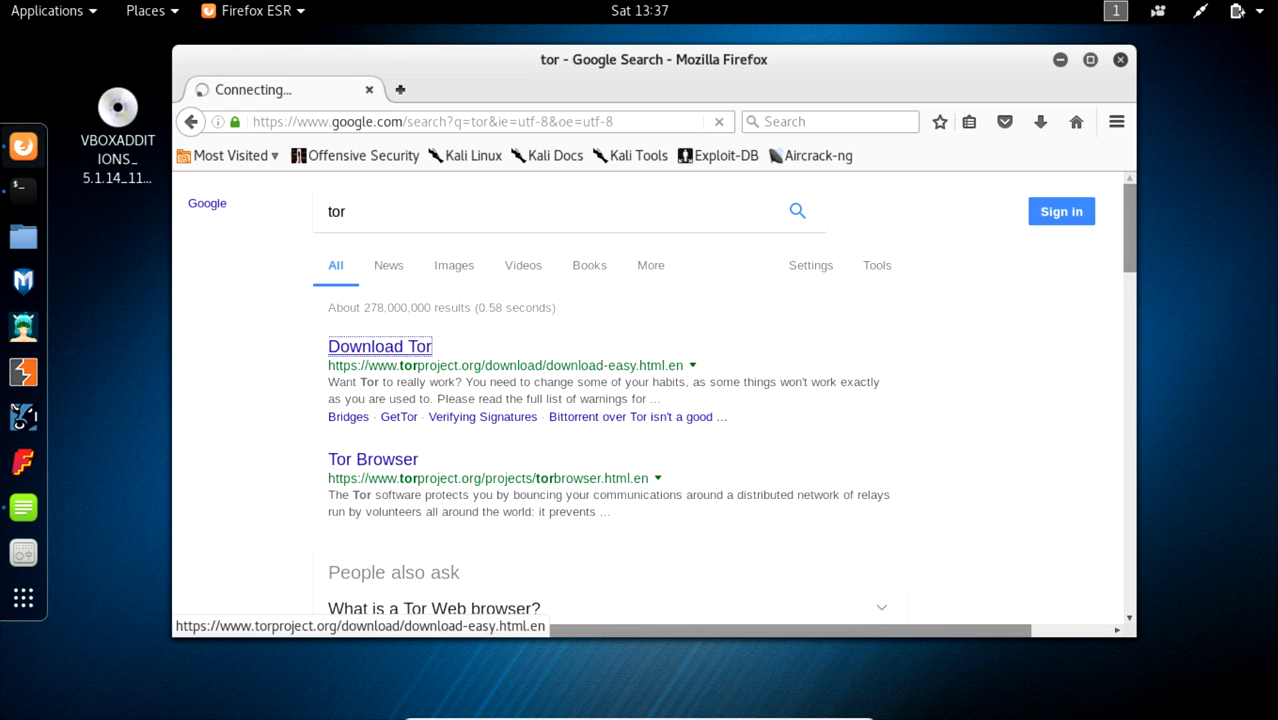 Applications Places Firefox ESR Sat 13:37 1
tor - Google Search - Mozilla Firefox
Connecting...
https://www.google.com/search?q=tor&ie=utf-8&oe=utf-8 Search
Most Visited Offensive Security Kali Linux Kali Docs Kali Tools Exploit-DB Aircrack-ng
VBOXADDIT
IONS_
5.1.14_11...
Google tor Sign in
All News Images Videos Books More Settings Tools
About 278,000,000 results (0.58 seconds)
Download Tor
https://www.torproject.org/download/download-easy.html.en
Want Tor to really work? You need to change some of your habits, as some things won't work exactly
as you are used to. Please read the full list of warnings for ...
Bridges · GetTor · Verifying Signatures · Bittorrent over Tor isn't a good ...
Tor Browser
https://www.torproject.org/projects/torbrowser.html.en
The Tor software protects you by bouncing your communications around a distributed network of relays
run by volunteers all around the world: it prevents ...
People also ask
What is a Tor Web browser?
https://www.torproject.org/download/download-easy.html.en